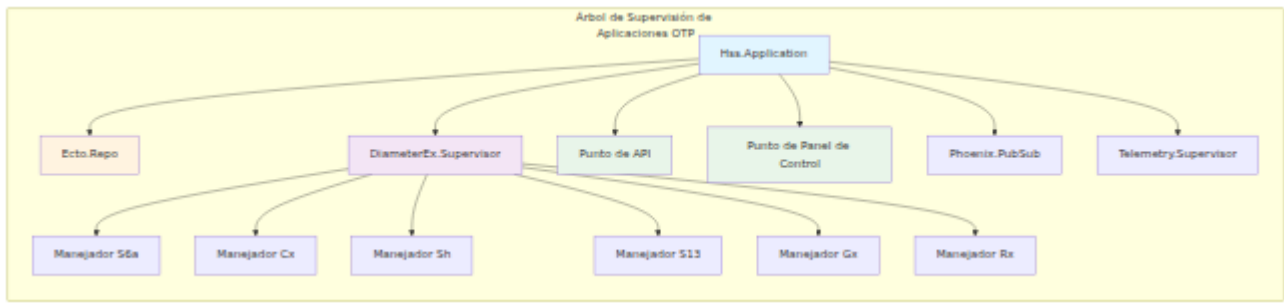 Árbol de Supervisión de
Aplicaciones OTP
Hss.Application
Ecto.Repo
DiameterEx.Supervisor
Punto de API
Punto de Panel de
Control
Phoenix.PubSub
Telemetry.Supervisor
Manejador S6a
Manejador Cx
Manejador Sh
Manejador S13
Manejador Gx
Manejador Rx